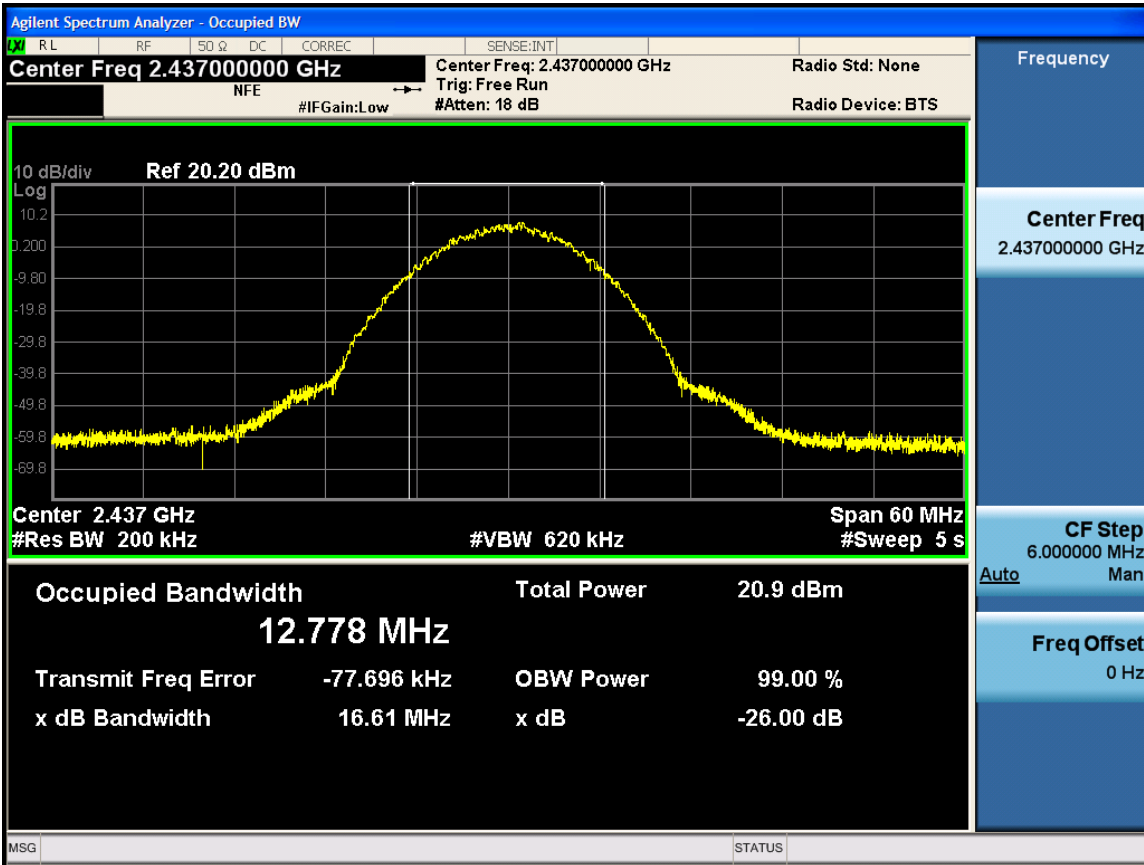 Agilent Spectrum Analyzer - Occupied BW
LXI RL RF 50 Ω DC CORREC SENSE:INT
Center Freq 2.437000000 GHz
NFE
#IFGain:Low
Center Freq: 2.437000000 GHz
Trig: Free Run
#Atten: 18 dB
Radio Std: None
Radio Device: BTS
10 dB/div Ref 20.20 dBm
Log
10.2
0.200
-9.80
-19.8
-29.8
-39.8
-49.8
-59.8
-69.8
Center 2.437 GHz Span 60 MHz
#Res BW 200 kHz #VBW 620 kHz #Sweep 5 s
Occupied Bandwidth Total Power 20.9 dBm
12.778 MHz
Transmit Freq Error -77.696 kHz OBW Power 99.00 %
x dB Bandwidth 16.61 MHz x dB -26.00 dB
Frequency
Center Freq
2.437000000 GHz
CF Step
6.000000 MHz
Auto Man
Freq Offset
0 Hz
MSG STATUS